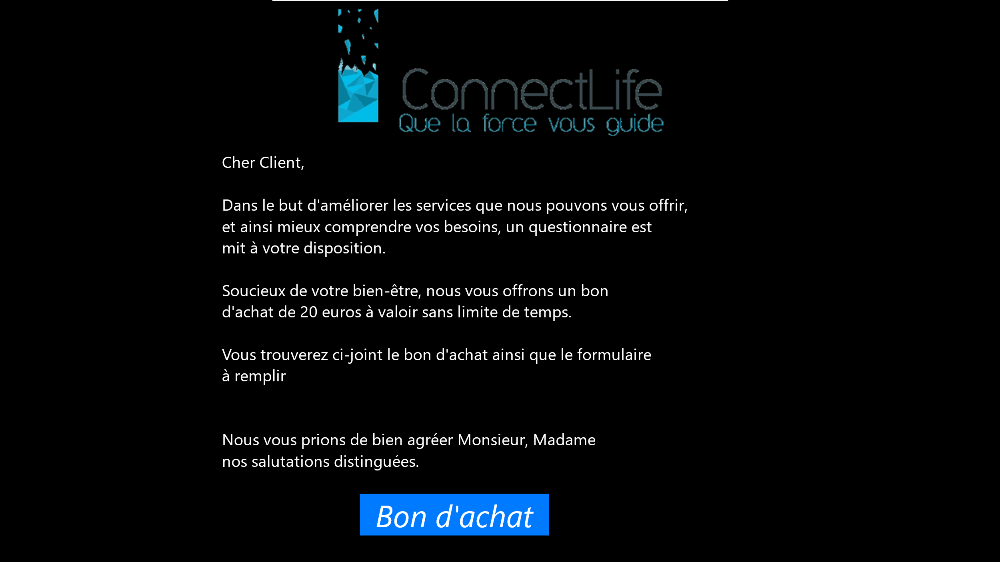 ConnectLife
Que la force vous guide
Cher Client,
Dans le but d'améliorer les services que nous pouvons vous offrir,
et ainsi mieux comprendre vos besoins, un questionnaire est
mit à votre disposition.
Soucieux de votre bien-être, nous vous offrons un bon
d'achat de 20 euros à valoir sans limite de temps.
Vous trouverez ci-joint le bon d'achat ainsi que le formulaire
à remplir
Nous vous prions de bien agréer Monsieur, Madame
nos salutations distinguées.
Bon d'achat